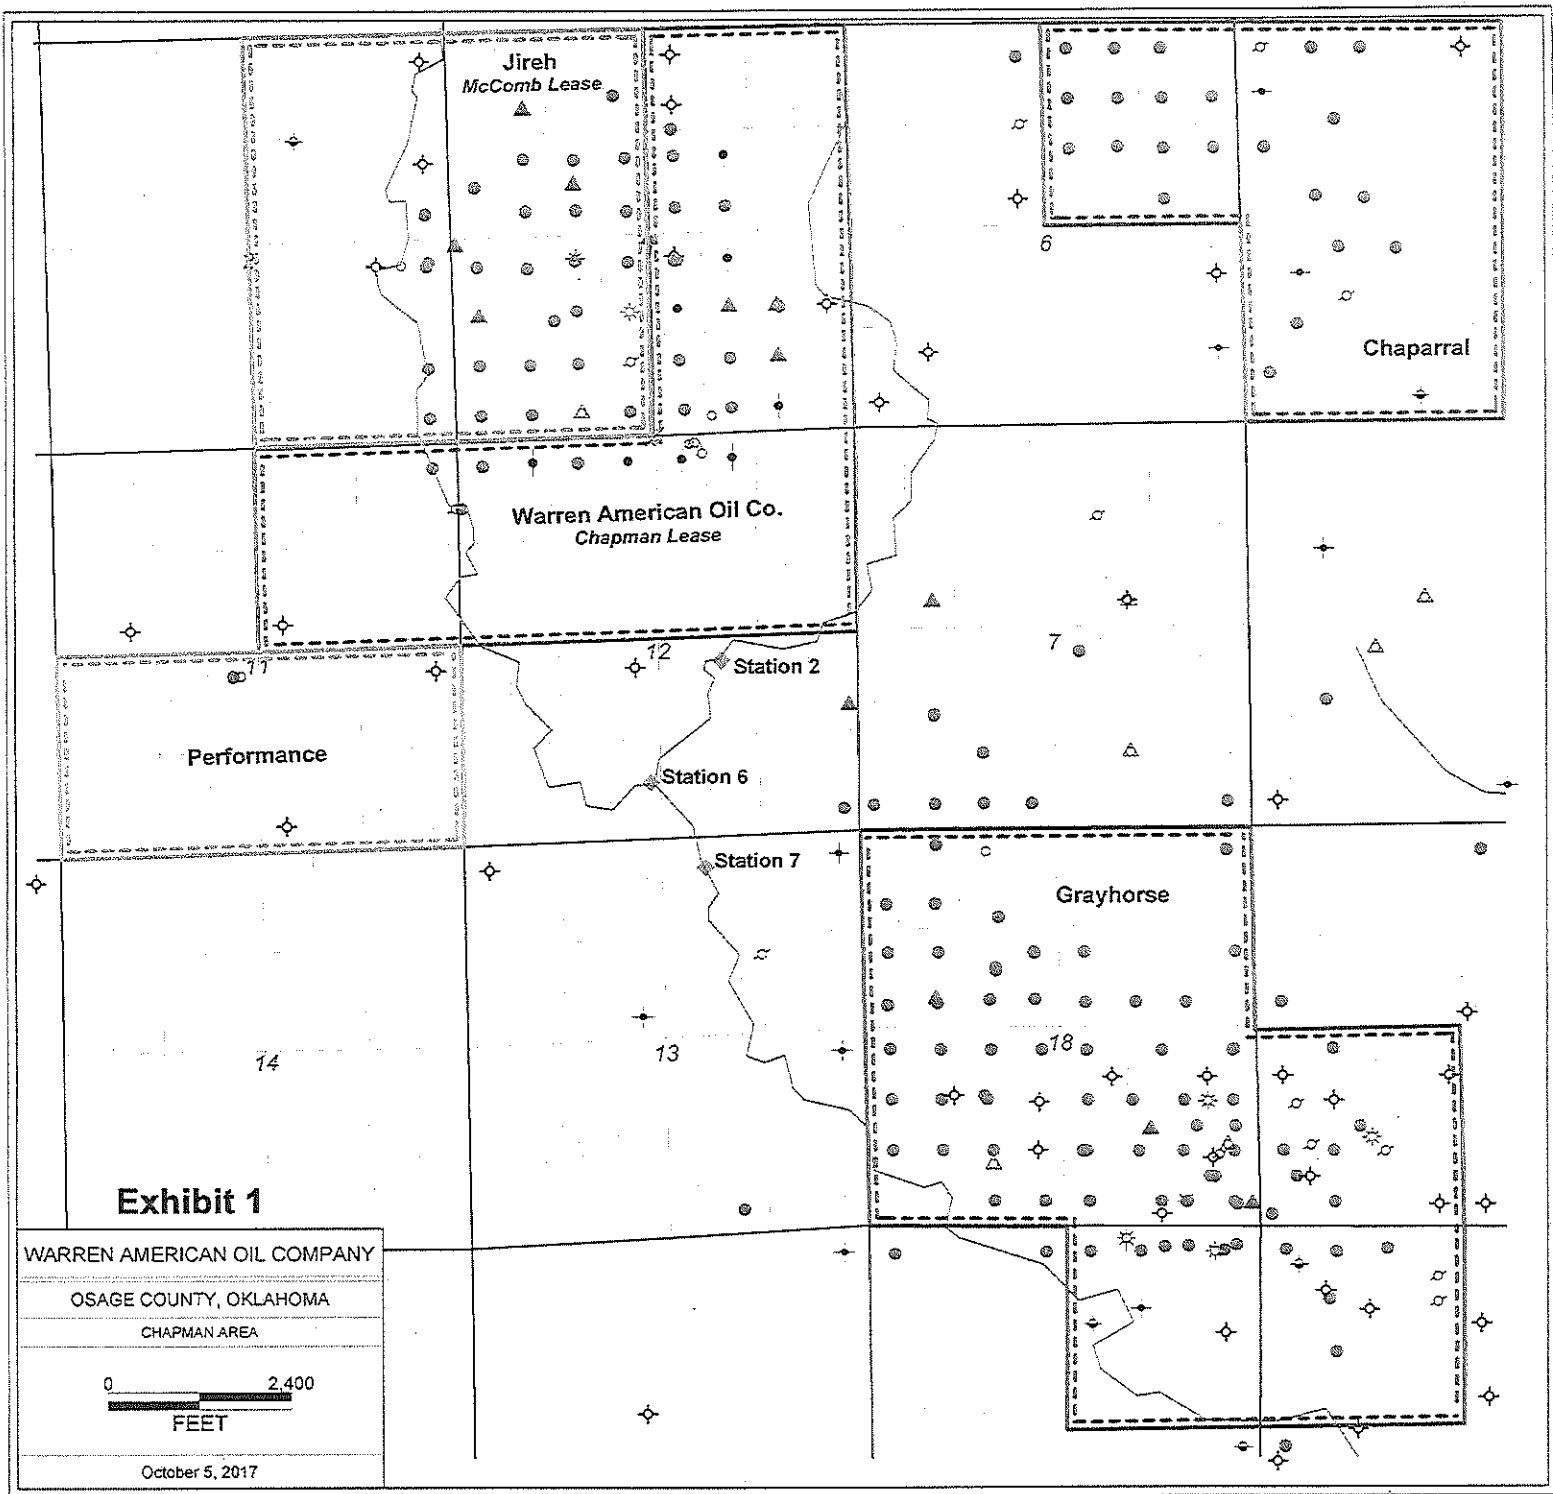 Jireh
McComb Lease
6
Chaparral
Warren American Oil Co.
Chapman Lease
11
12
Station 2
7
Performance
Station 6
Station 7
Grayhorse
14
13
18
Exhibit 1
WARREN AMERICAN OIL COMPANY
OSAGE COUNTY, OKLAHOMA
CHAPMAN AREA
0 2,400
FEET
October 5, 2017